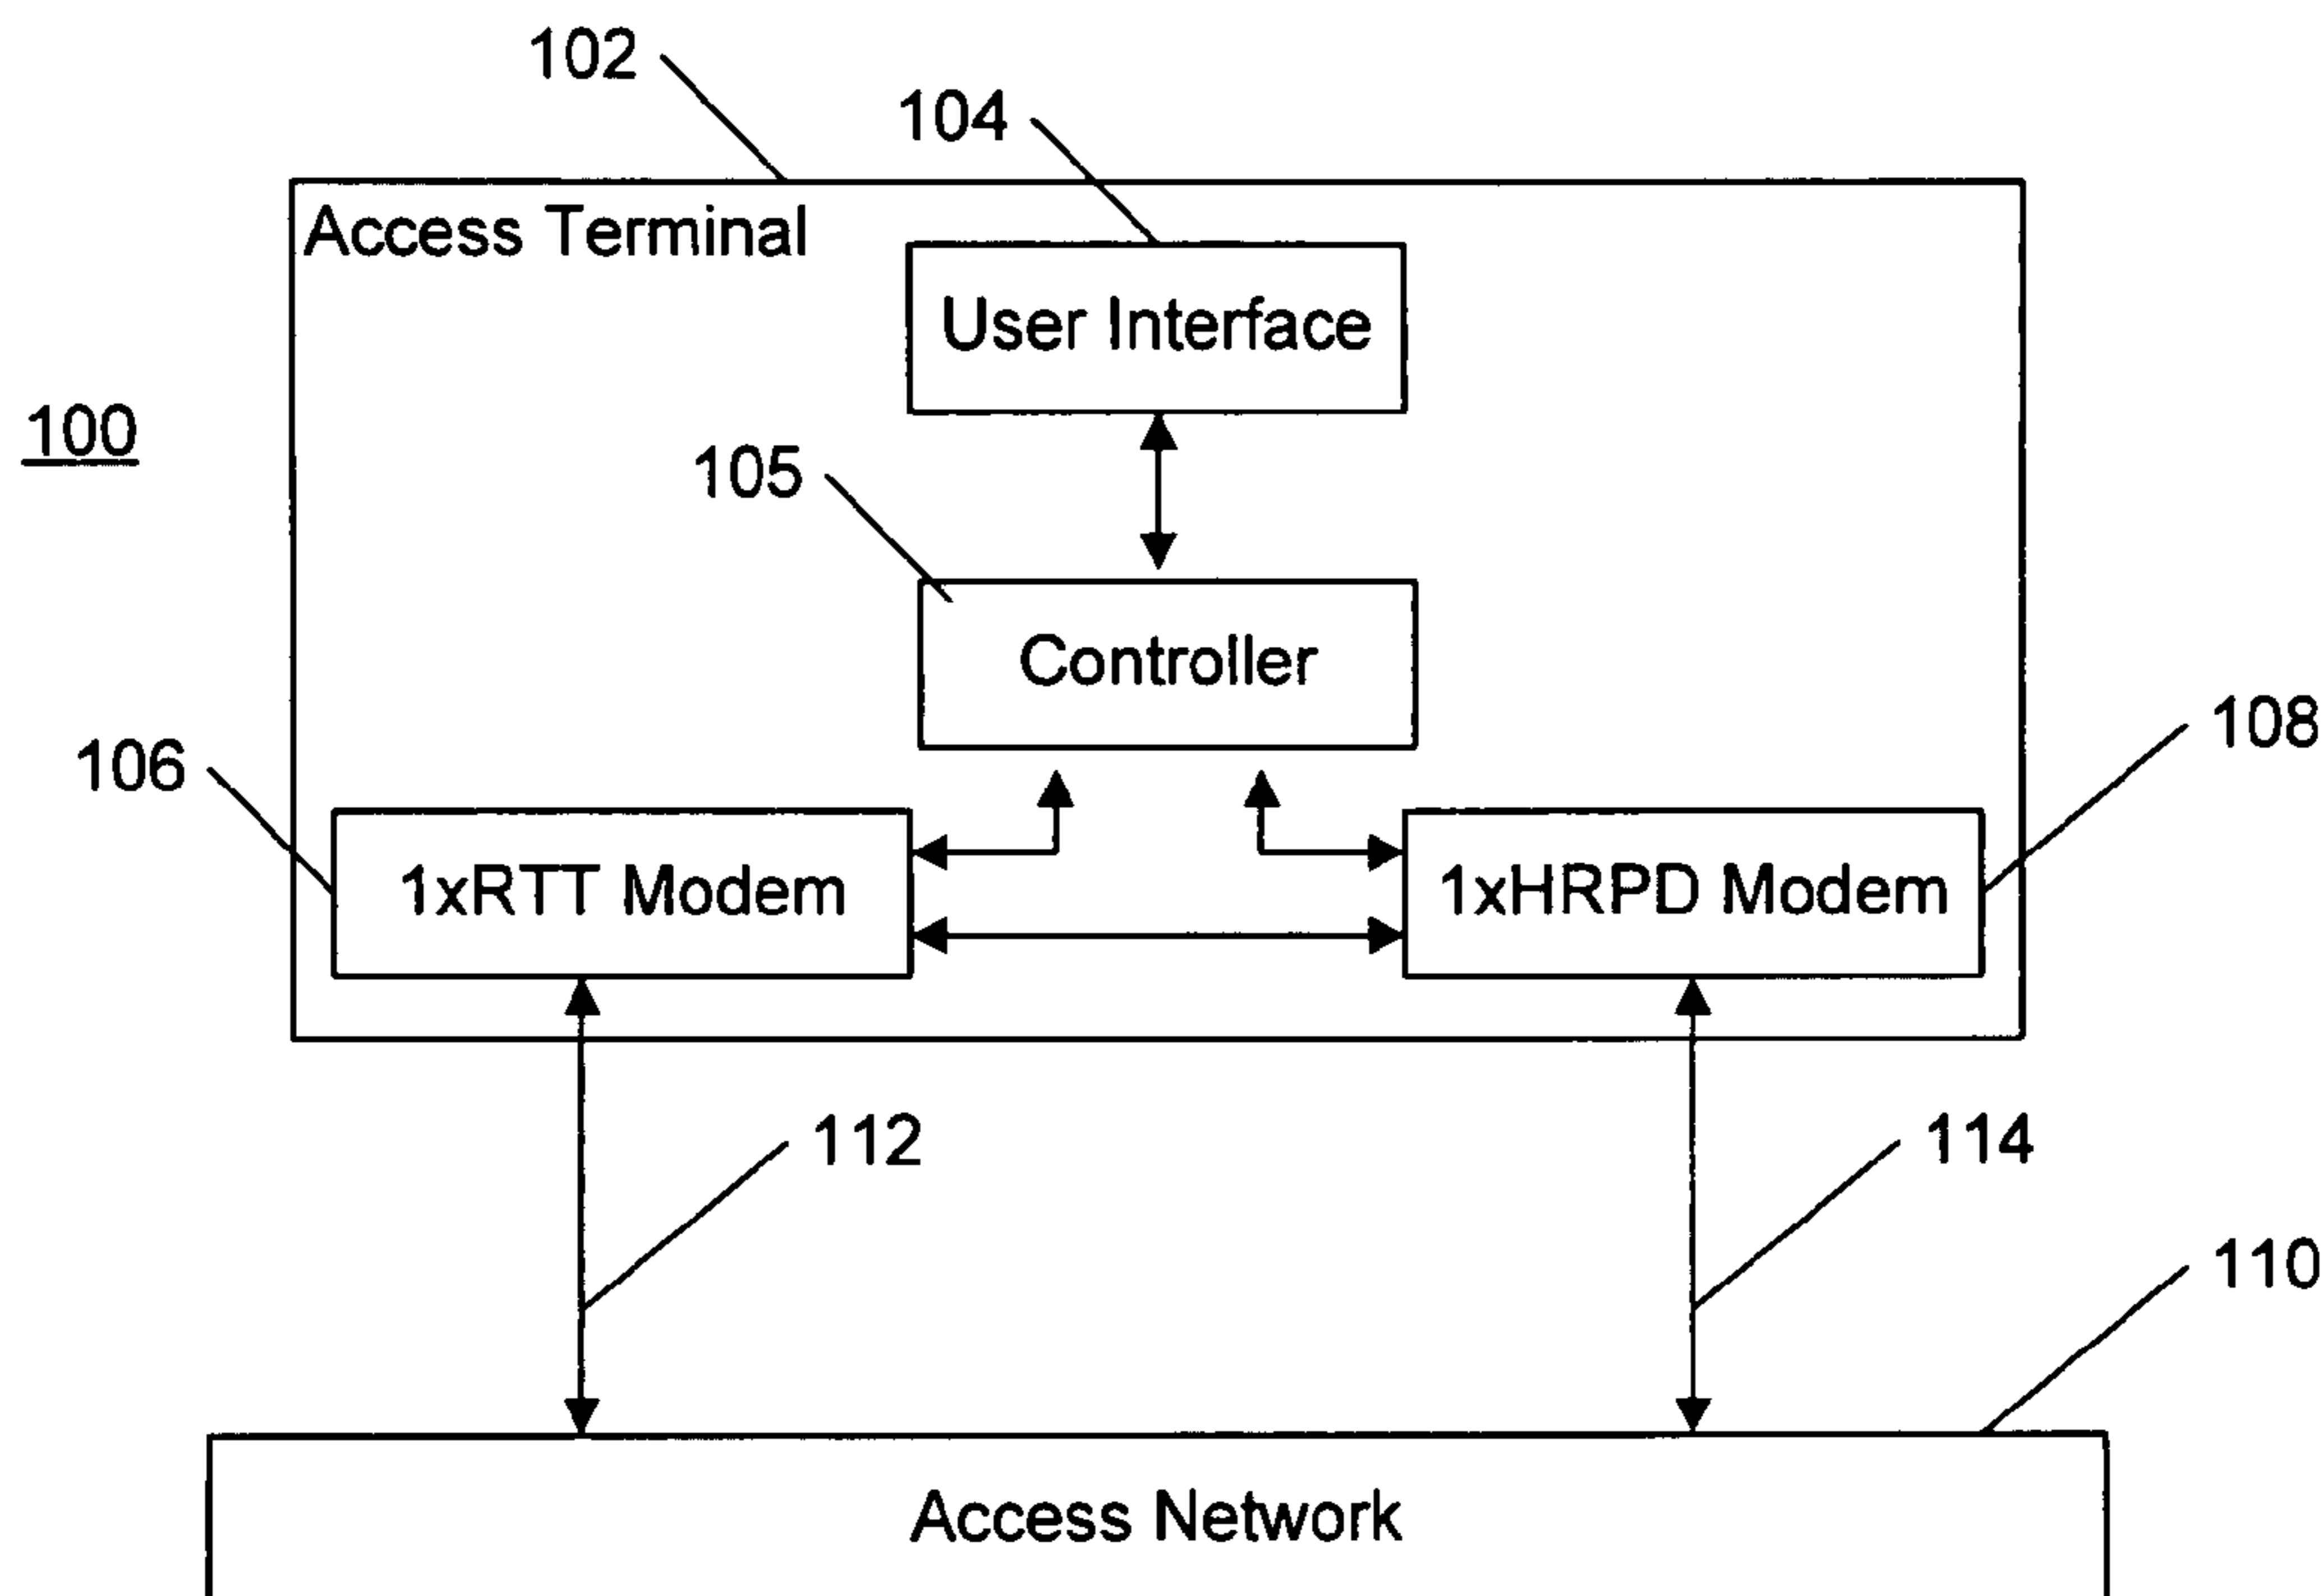 102
104
Access Terminal
User Interface
100
105
Controller
108
106
1xRTT Modem
1xHRPD Modem
112
114
110
Access Network